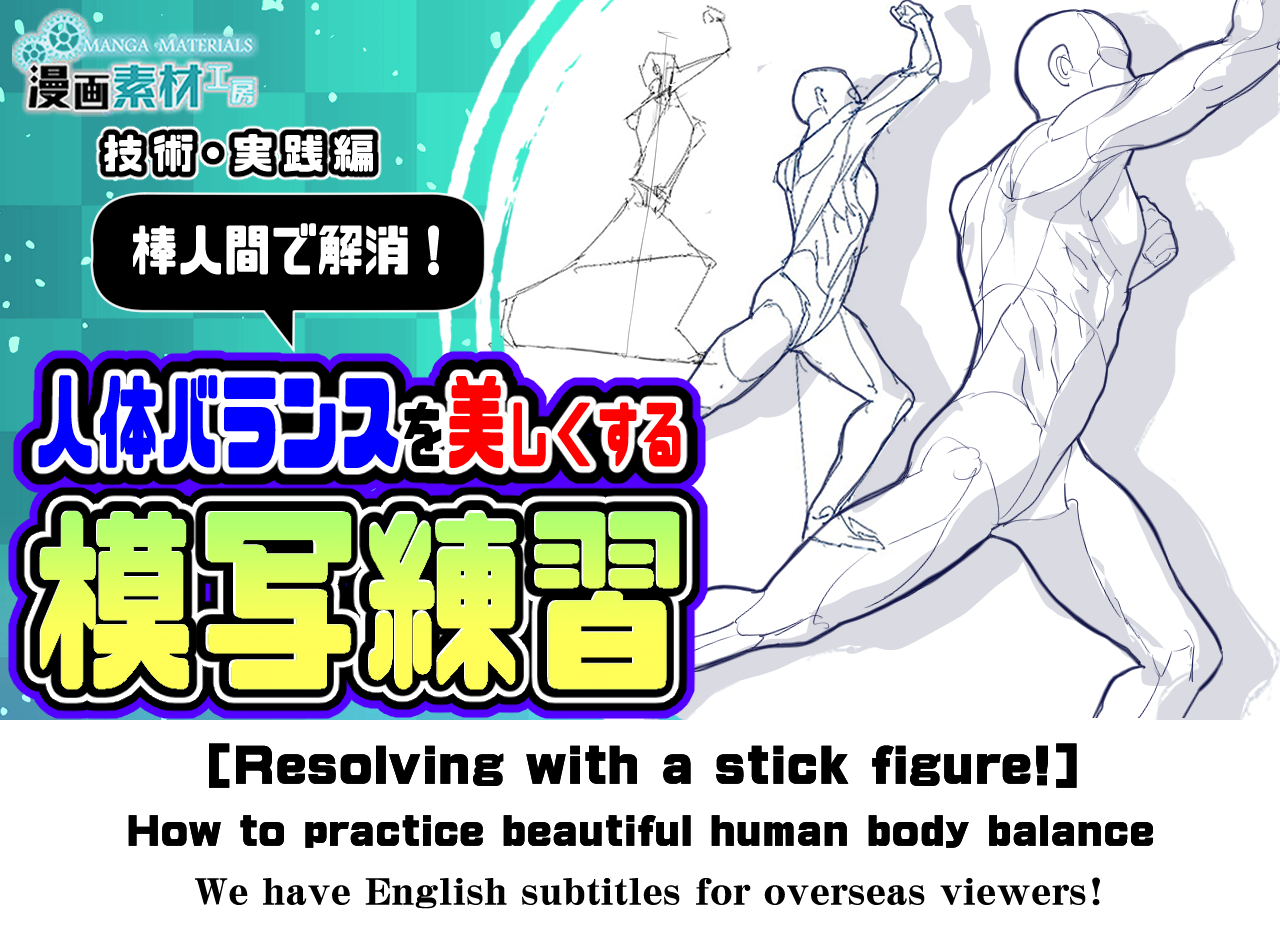 MANGA・MATERIALS
漫画素材工房
技術・実践編
棒人間で解消！
人体バランスを美しくする
模写練習
[Resolving with a stick figure!]
How to practice beautiful human body balance
We have English subtitles for overseas viewers!